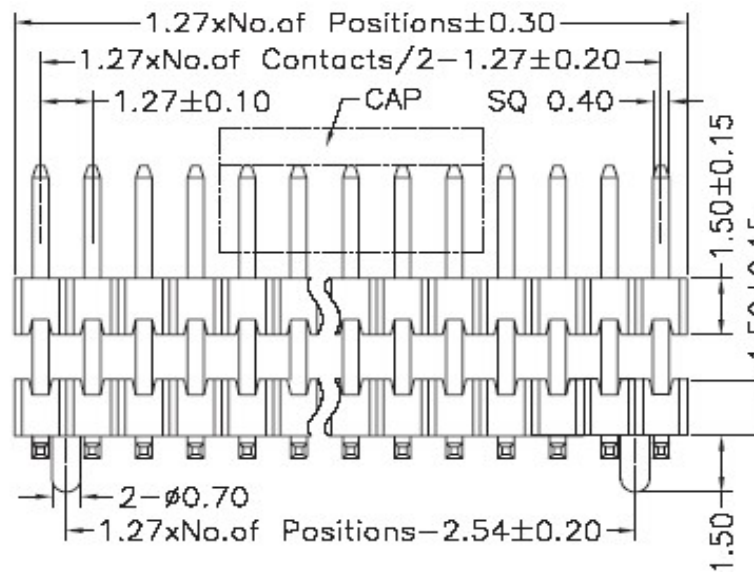 1.27xNo.of Positions±0.30
1.27xNo.of Contacts/2-1.27±0.20
1.27±0.10
CAP
SQ 0.40
1.50±0.15
2-ø0.70
1.27xNo.of Positions-2.54±0.20
1.50